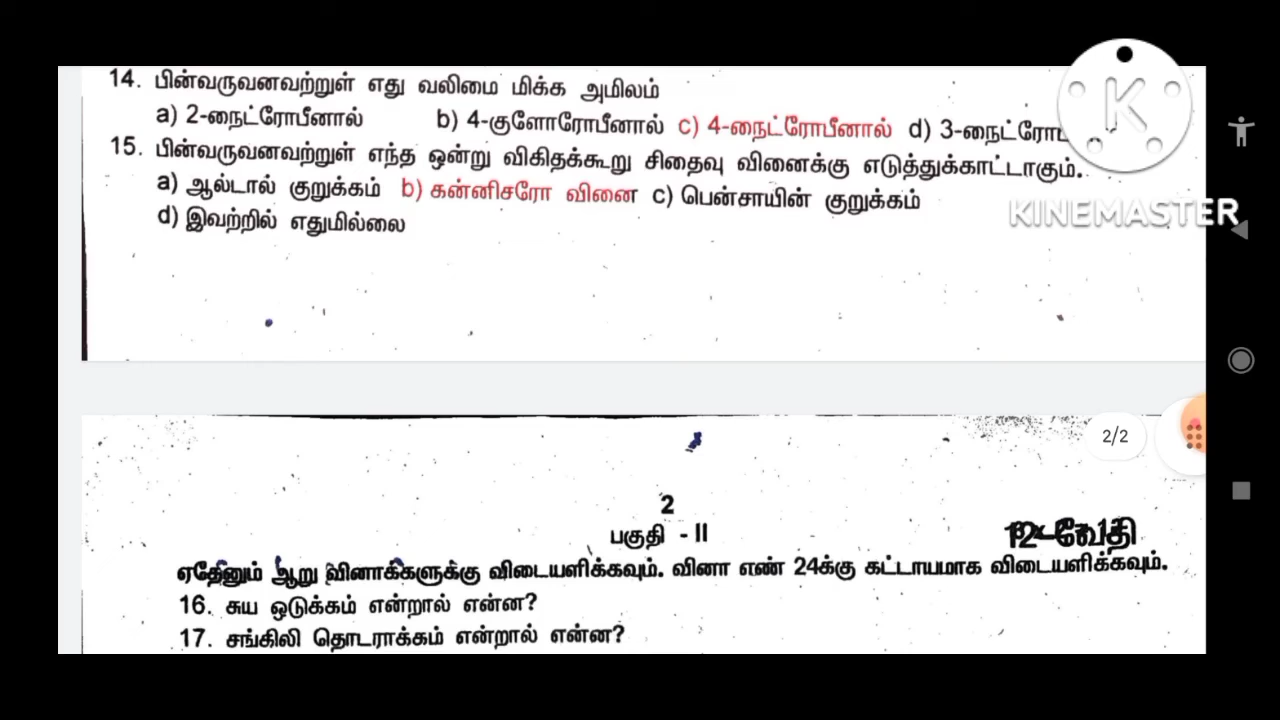 14. பின்வருவனவற்றுள் எது வலிமை மிக்க அமிலம்
a) 2-நைட்ரோபீனால் b) 4-குளோரோபீனால் c) 4-நைட்ரோபீனால் d)
15. பின்வருவனவற்றுள் எந்த ஒன்று விகிதக்கூறு சிதைவு வினைக்கு எடுத்துக்காட்டாகும்.
a) ஆல்டால் குறுக்கம் b) கன்னிசரோ வினை c) பென்சாயின் குறுக்கம்
d) இவற்றில் எதுமில்லை
K
KINEMASTER
2/2
2
பகுதி - II
ஏதேனும் ஆறு வினாக்களுக்கு விடையளிக்கவும். வினா எண் 24க்கு கட்டாயமாக விடையளிக்கவும்.
16. சுய ஒடுக்கம் என்றால் என்ன?
17. சங்கிலி தொடராக்கம் என்றால் என்ன?